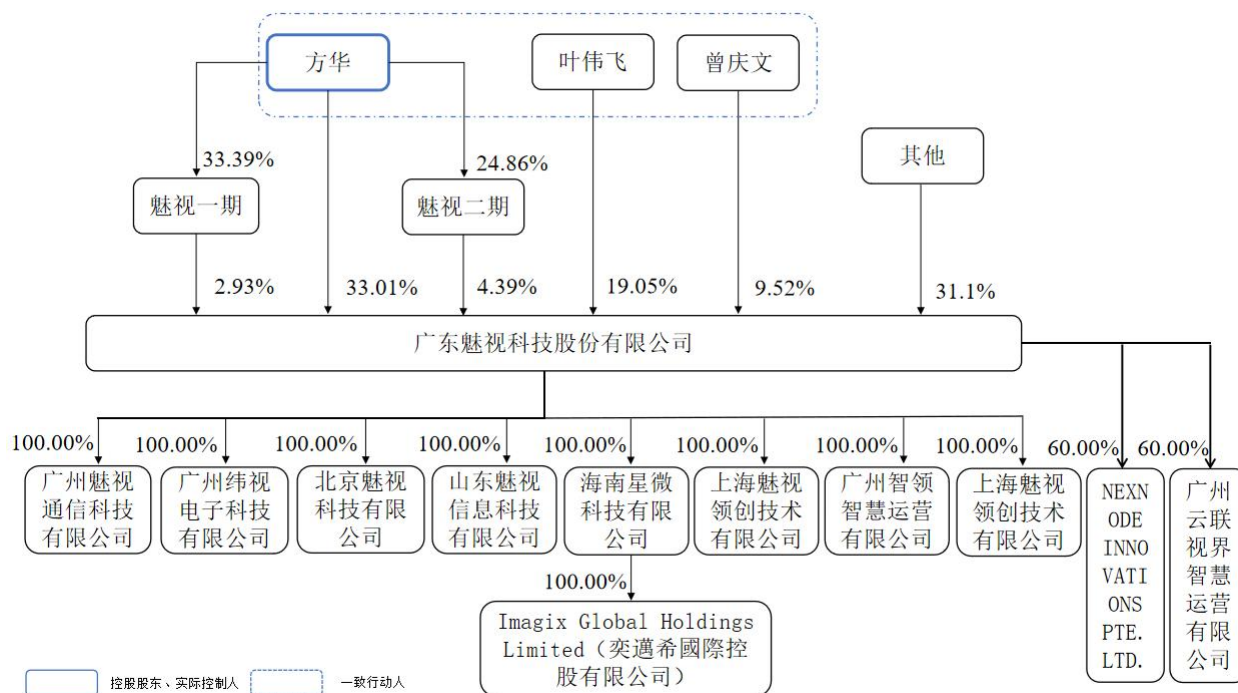 方华
叶伟飞
曾庆文
其他
33.39%
24.86%
魅视一期
魅视二期
2.93%
33.01%
4.39%
19.05%
9.52%
31.1%
广东魅视科技股份有限公司
100.00%
100.00%
100.00%
100.00%
100.00%
100.00%
100.00%
100.00%
60.00%
60.00%
广州魅视
通信科技
有限公司
广州纬视
电子科技
有限公司
北京魅视
科技有限
公司
山东魅视
信息科技
有限公司
海南星微
科技有限
公司
上海魅视
领创技术
有限公司
广州智领
智慧运营
有限公司
上海魅视
领创技术
有限公司
NEXN
ODE
INNO
VATI
ONS
PTE.
LTD.
广州
云联
视界
智慧
运营
有限
公司
100.00%
Imagix Global Holdings
Limited（奕邁希國際控
股有限公司）
控股股东、实际控制人
一致行动人